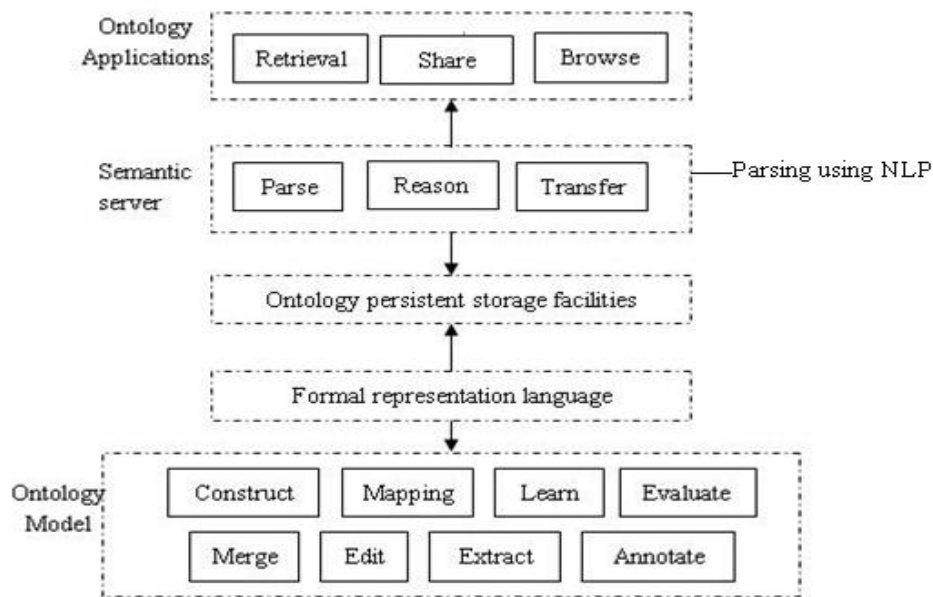 Ontology
Applications
Retrieval Share Browse
Semantic
server
Parse Reason Transfer
Parsing using NLP
Ontology persistent storage facilities
Formal representation language
Ontology
Model
Construct Mapping Learn Evaluate
Merge Edit Extract Annotate